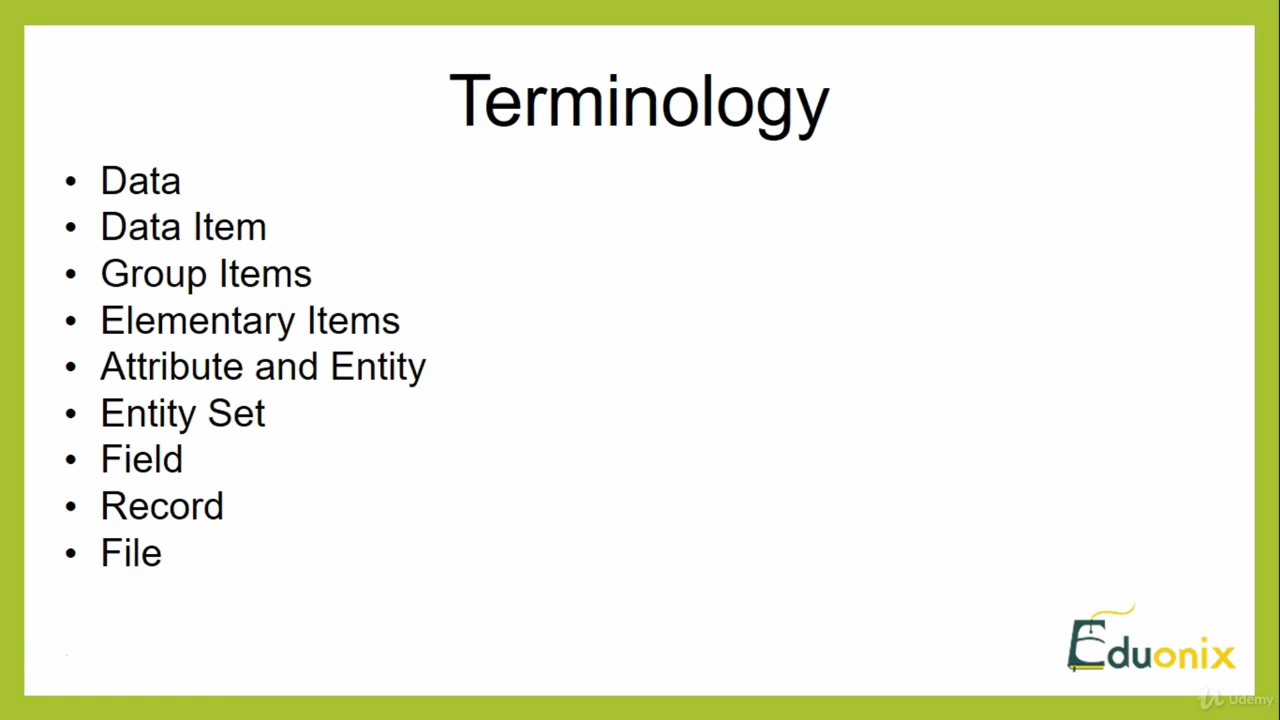 Terminology
• Data
• Data Item
• Group Items
• Elementary Items
• Attribute and Entity
• Entity Set
• Field
• Record
• File
Eduonix
Udemy